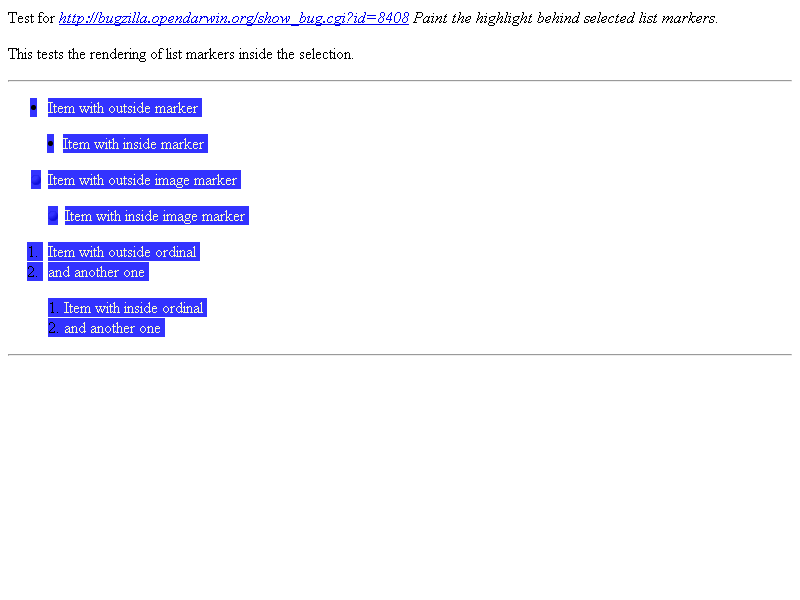 Test for http://bugzilla.opendarwin.org/show_bug.cgi?id=8408 Paint the highlight behind selected list markers.
This tests the rendering of list markers inside the selection.
• Item with outside marker
• Item with inside marker
Item with outside image marker
Item with inside image marker
1. Item with outside ordinal
2. and another one
1. Item with inside ordinal
2. and another one